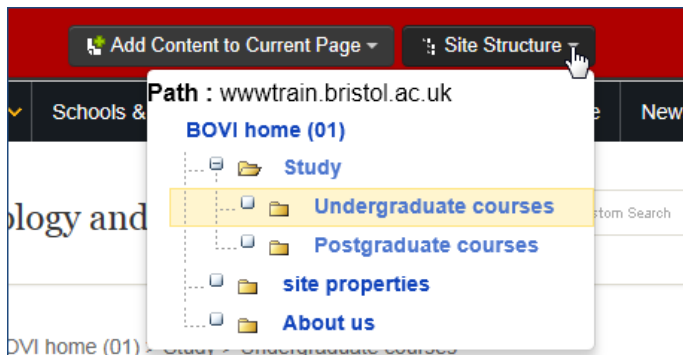 Add Content to Current Page
Site Structure
Schools &
New
Path : wwwtrain.bristol.ac.uk
BOVI home (01)
Study
Undergraduate courses
Postgraduate courses
site properties
About us
ology and
stom Search
OVI home (01) > Study > Undergraduate courses